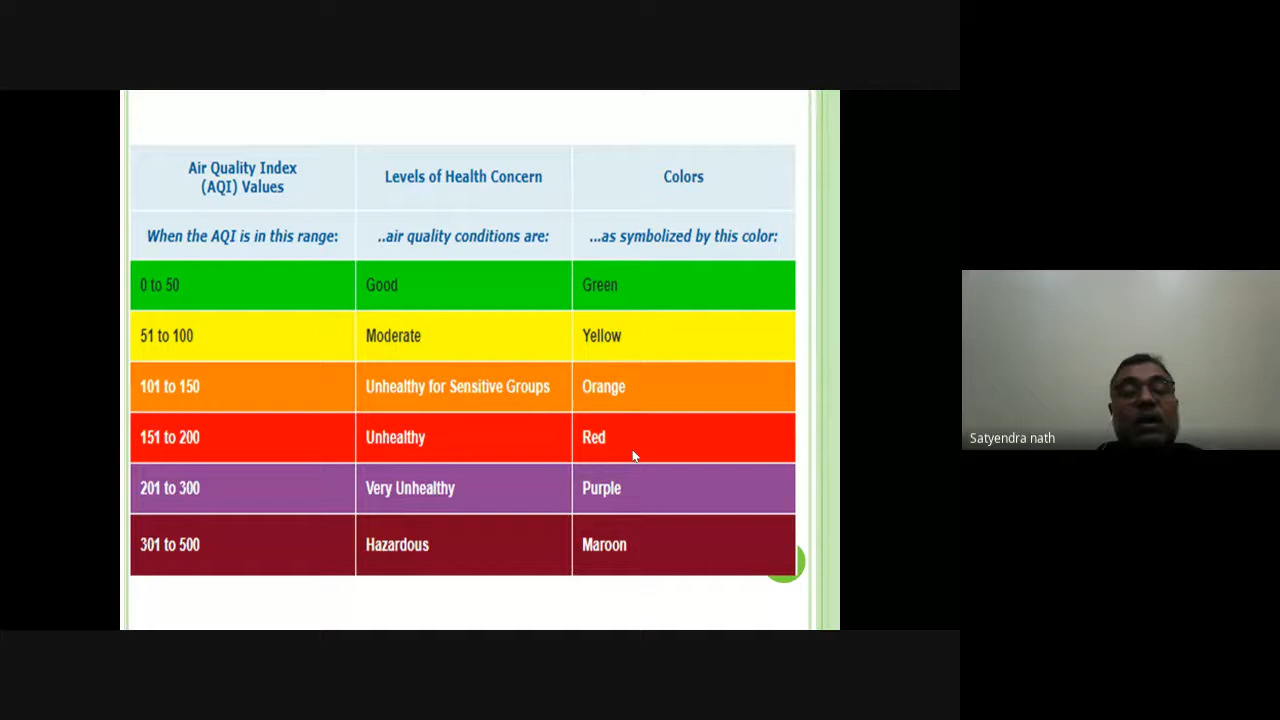 Air Quality Index
(AQI) Values
Levels of Health Concern
Colors
When the AQI is in this range:
..air quality conditions are:
...as symbolized by this color:
0 to 50
Good
Green
51 to 100
Moderate
Yellow
101 to 150
Unhealthy for Sensitive Groups
Orange
151 to 200
Unhealthy
Red
201 to 300
Very Unhealthy
Purple
301 to 500
Hazardous
Maroon
Satyendra nath